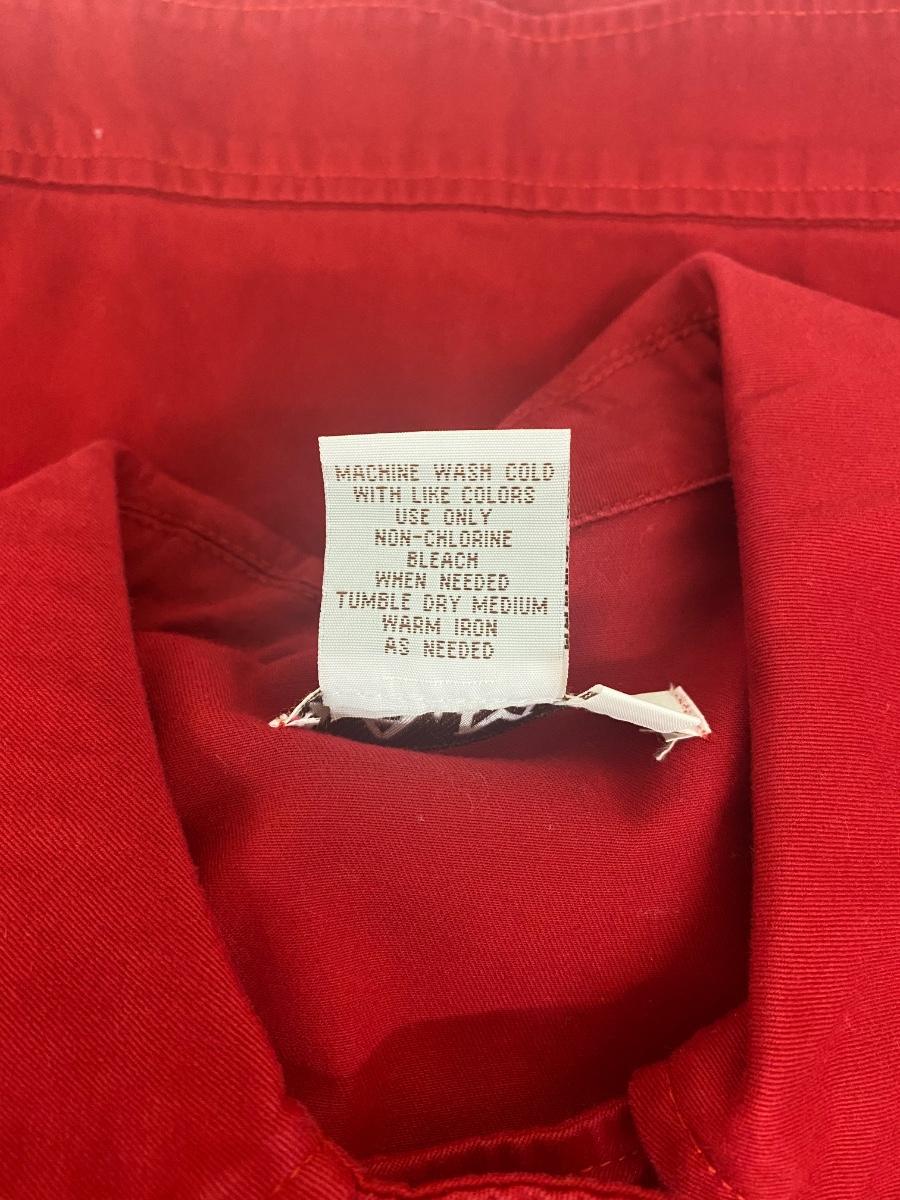 MACHINE WASH COLD
WITH LIKE COLORS
USE ONLY
NON-CHLORINE
BLEACH
WHEN NEEDED
TUMBLE DRY MEDIUM
WARM IRON
AS NEEDED